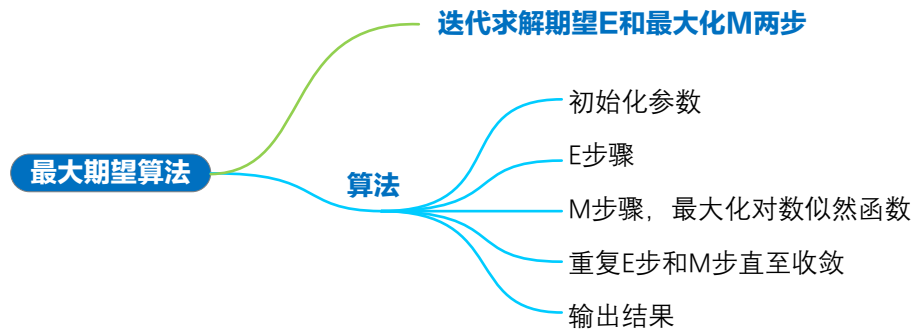 迭代求解期望E和最大化M两步
初始化参数
最大期望算法
E步骤
算法
M步骤，最大化对数似然函数
重复E步和M步直至收敛
输出结果